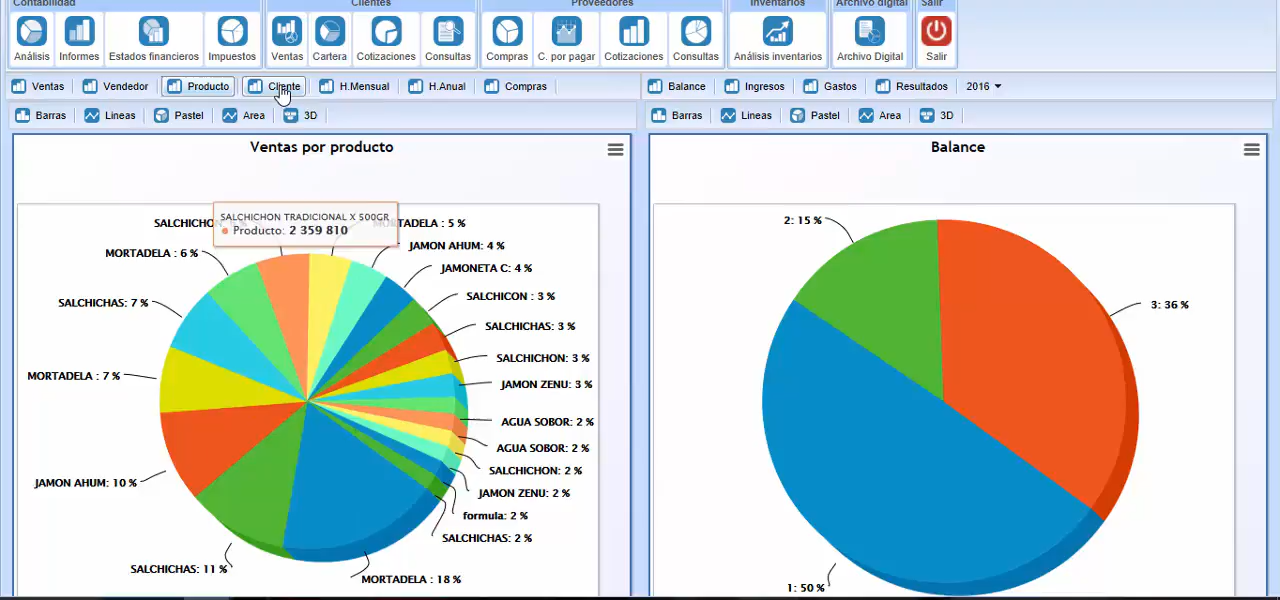 Contabilidad Clientes Proveedores Inventarios Archivo digital Salir
Análisis Informes Estados financieros Impuestos Ventas Cartera Cotizaciones Consultas Compras C. por pagar Cotizaciones Consultas Análisis inventarios Archivo Digital Salir
Ventas Vendedor Producto Cliente H.Mensual H.Anual Compras
Balance Ingresos Gastos Resultados 2016
Barras Lineas Pastel Area 3D
Barras Lineas Pastel Area 3D
Ventas por producto
SALCHICHON TRADICIONAL X 500GR
Producto: 2 359 810
SALCHICHON
MORTADELA : 5 %
MORTADELA : 6 %
JAMON AHUM: 4 %
JAMONETA C: 4 %
SALCHICHAS: 7 %
SALCHICON : 3 %
SALCHICHAS: 3 %
SALCHICHON: 3 %
MORTADELA : 7 %
JAMON ZENU: 3 %
AGUA SOBOR: 2 %
AGUA SOBOR: 2 %
SALCHICHON: 2 %
JAMON AHUM: 10 %
JAMON ZENU: 2 %
formula: 2 %
SALCHICHAS: 2 %
SALCHICHAS: 11 %
MORTADELA : 18 %
Balance
2: 15 %
3: 36 %
1: 50 %